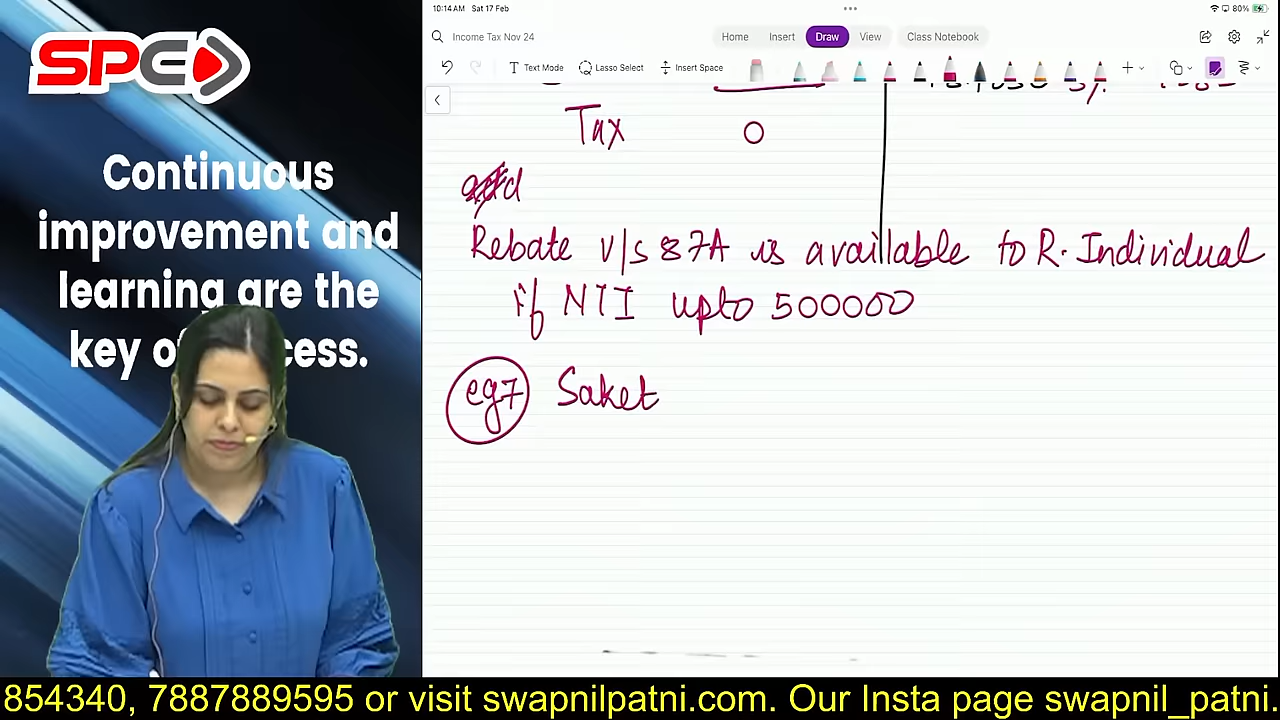 10:14 AM Sat 17 Feb
80%
Income Tax Nov 24
Home Insert Draw View Class Notebook
Text Mode Lasso Select Insert Space
SPC
Continuous
improvement and
learning are the
key of
cess.
Tax 0
Rebate v/s 87A is availlable to R. Individual
if NTI upto 500000
eg7 Saket
854340, 7887889595 or visit swapnilpatni.com. Our Insta page swapnil_patni.